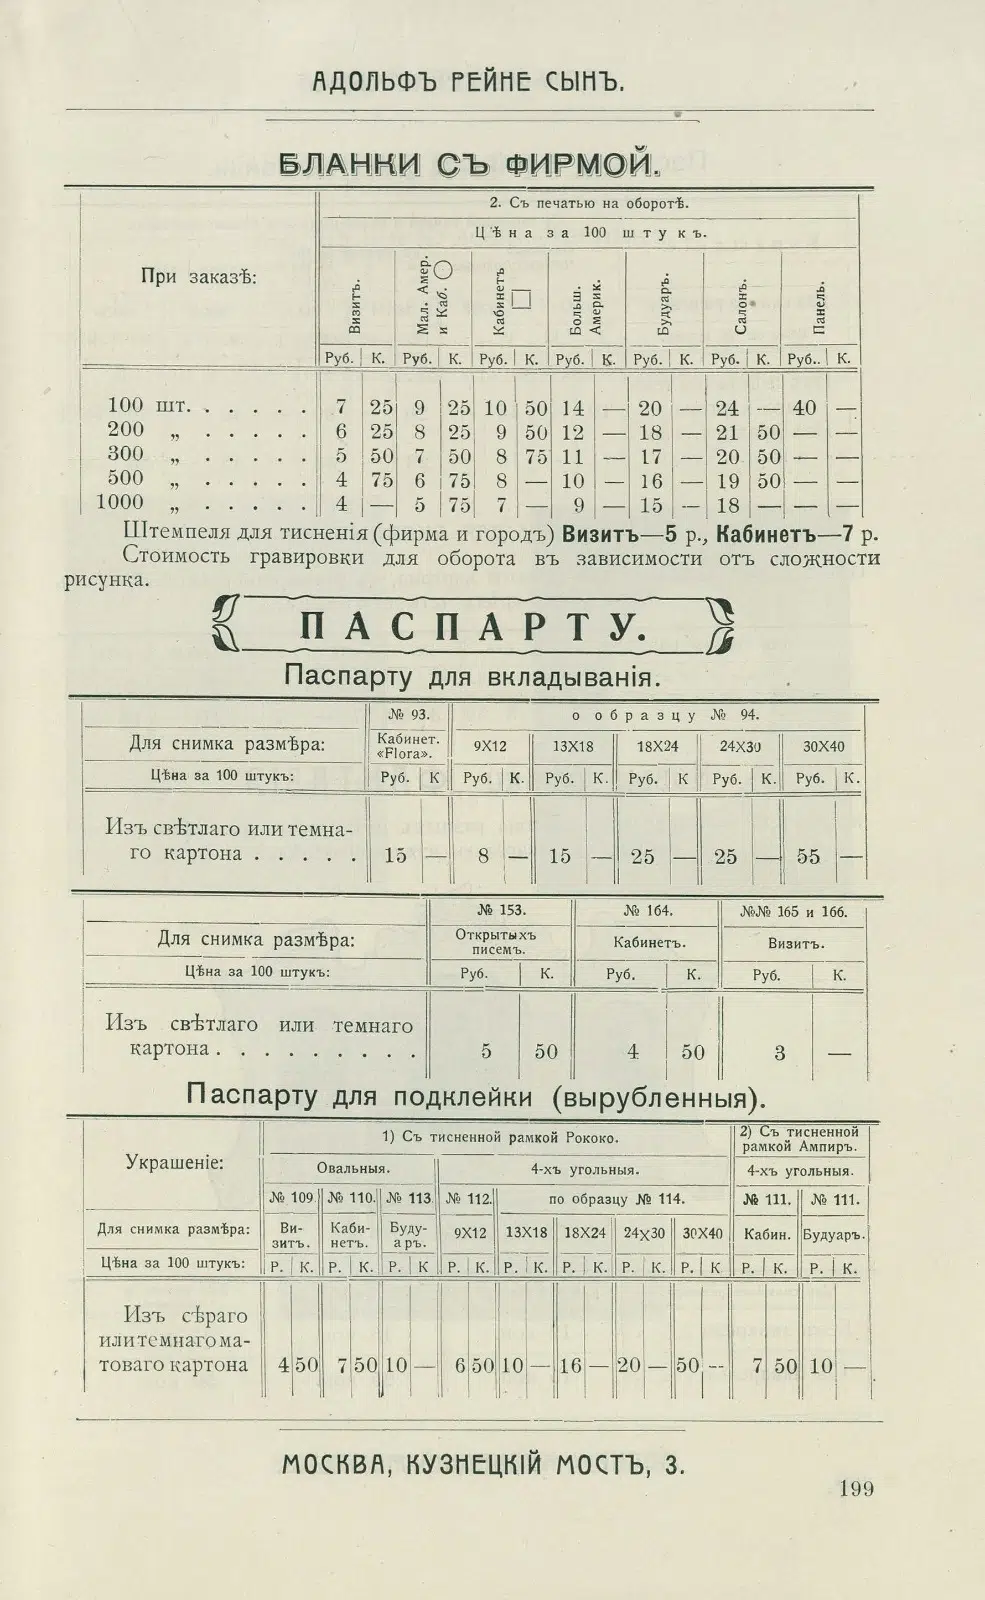 АДОЛЬФЪ РЕЙНЕ СЫНЪ.
БЛАНКИ СЪ ФИРМОЙ.
При заказѣ:
2. Съ печатью на оборотѣ.
Цѣна за 100 штукъ.
Визитъ. Мал. Амер. и Каб. Кабинетъ Больш. Америк. Будуаръ. Салонъ. Панель.
Руб. К. Руб. К. Руб. К. Руб. К. Руб. К. Руб. К. Руб.. К.
100 шт. . . . . . 7 25 9 25 10 50 14 — 20 — 24 — 40 —
200 „ . . . . . 6 25 8 25 9 50 12 — 18 — 21 50 — —
300 „ . . . . . 5 50 7 50 8 75 11 — 17 — 20 50 — —
500 „ . . . . . 4 75 6 75 8 — 10 — 16 — 19 50 — —
1000 „ . . . . . 4 — 5 75 7 — 9 — 15 — 18 — — —
Штемпеля для тисненія (фирма и городъ) Визитъ—5 р., Кабинетъ—7 р.
Стоимость гравировки для оборота въ зависимости отъ сложности
рисунка.
ПАСПАРТУ.
Паспарту для вкладыванія.
№ 93. о образцу № 94.
Для снимка размѣра: Кабинет. «Flora». 9X12 13X18 18X24 24X30 30X40
Цѣна за 100 штукъ: Руб. К Руб. К. Руб. К. Руб. К Руб. К. Руб. К.
Изъ свѣтлаго или темна-
го картона . . . . . 15 — 8 — 15 — 25 — 25 — 55 —
№ 153. № 164. №№ 165 и 166.
Для снимка размѣра: Открытыхъ писемъ. Кабинетъ. Визитъ.
Цѣна за 100 штукъ: Руб. К. Руб. К. Руб. К.
Изъ свѣтлаго или темнаго
картона . . . . . . . . . 5 50 4 50 3 —
Паспарту для подклейки (вырубленныя).
Украшеніе:
1) Съ тисненной рамкой Рококо. 2) Съ тисненной рамкой Ампиръ.
Овальныя. 4-хъ угольныя. 4-хъ угольныя.
№ 109 № 110. № 113 № 112. по образцу № 114. № 111. № 111.
Для снимка размѣра: Ви-зитъ. Каби-нетъ. Буду-аръ. 9X12 13X18 18X24 24x30 30X40 Кабин. Будуаръ.
Цѣна за 100 штукъ: Р. К. Р. К. Р. К Р. К. Р. К. Р. К. Р. К. Р. К Р. К. Р. К.
Изъ сѣраго
или темнаго ма-
товаго картона 4 50 7 50 10 — 6 50 10 — 16 — 20 — 50 — 7 50 10 —
МОСКВА, КУЗНЕЦКІЙ МОСТЪ, 3.
199